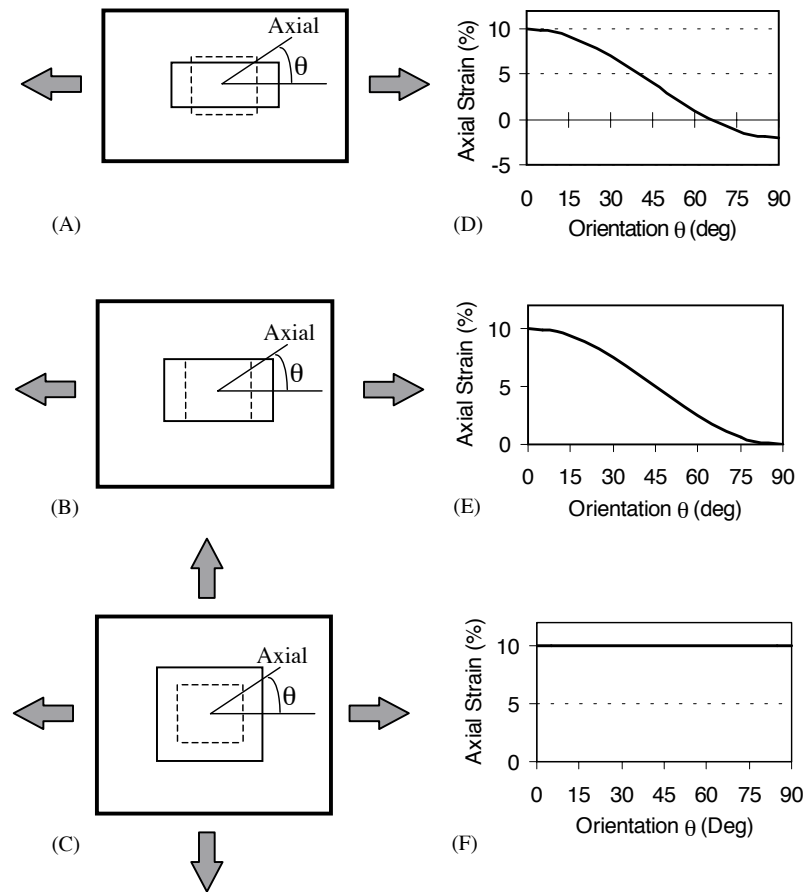 Axial
θ
(A)
Axial Strain (%)
10
5
0
-5
0 15 30 45 60 75 90
Orientation θ (deg)
(D)
Axial
θ
(B)
Axial Strain (%)
10
5
0
0 15 30 45 60 75 90
Orientation θ (deg)
(E)
Axial
θ
(C)
Axial Strain (%)
10
5
0
0 15 30 45 60 75 90
Orientation θ (Deg)
(F)